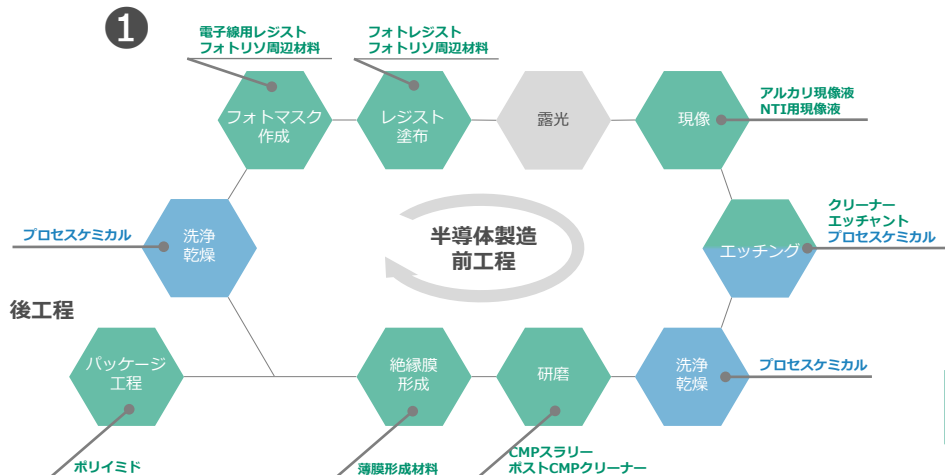 1
電子線用レジスト
フォトリソ周辺材料
フォトレジスト
フォトリソ周辺材料
フォトマスク
作成
レジスト
塗布
露光
現像
アルカリ現像液
NTI用現像液
クリーナー
エッチャント
プロセスケミカル
エッチング
プロセスケミカル
洗浄
乾燥
半導体製造
前工程
後工程
パッケージ
工程
絶縁膜
形成
研磨
洗浄
乾燥
プロセスケミカル
ポリイミド
薄膜形成材料
CMPスラリー
ポストCMPクリーナー